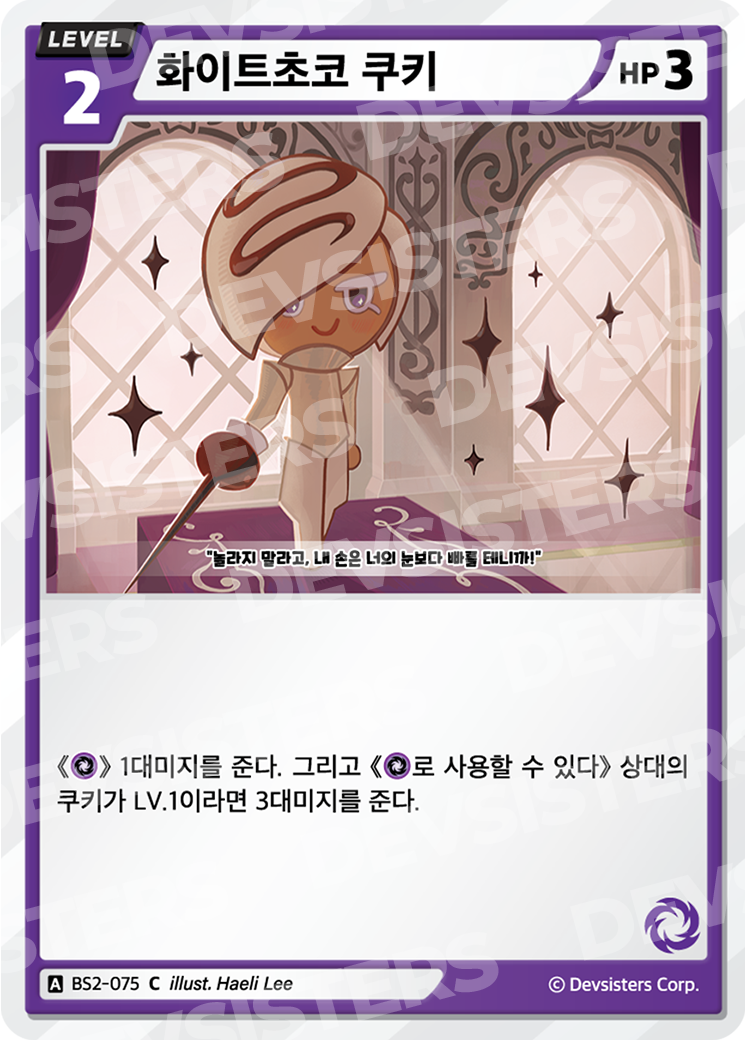 LEVEL
2
화이트초코 쿠키
HP 3
"놀라지 말라고, 내 손은 너의 눈보다 빠를 테니까!"
《 》 1대미지를 준다. 그리고 《 로 사용할 수 있다》 상대의
쿠키가 LV.1이라면 3대미지를 준다.
A BS2-075 C illust. Haeli Lee
© Devsisters Corp.
DEVSISTERS